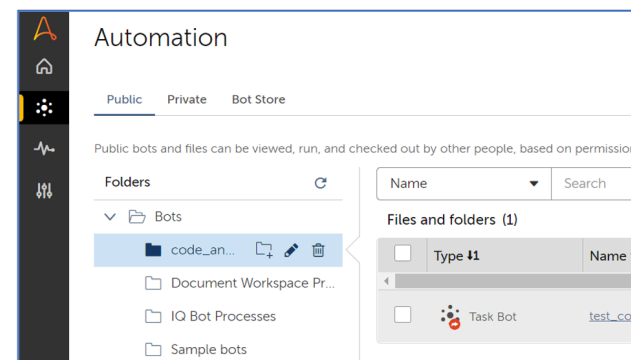 Automation
Public Private Bot Store
Public bots and files can be viewed, run, and checked out by other people, based on permission
Folders
Name Search
Bots
Files and folders (1)
code_an...
Type Name
Document Workspace Pr...
IQ Bot Processes
Task Bot test_co
Sample bots